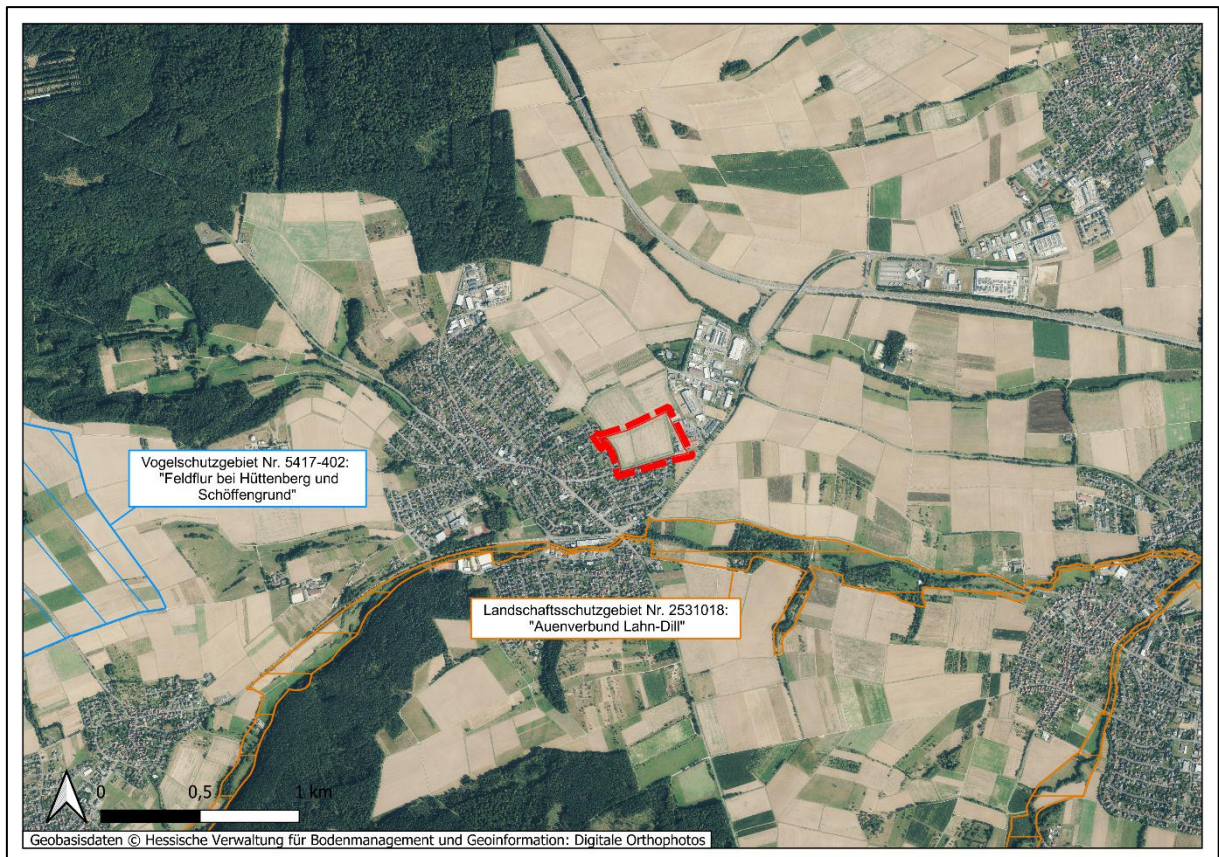 Vogelschutzgebiet Nr. 5417-402:
"Feldflur bei Hüttenberg und
Schöffengrund"
Landschaftsschutzgebiet Nr. 2531018:
"Auenverbund Lahn-Dill"
0 0,5 1 km
Geobasisdaten © Hessische Verwaltung für Bodenmanagement und Geoinformation: Digitale Orthophotos